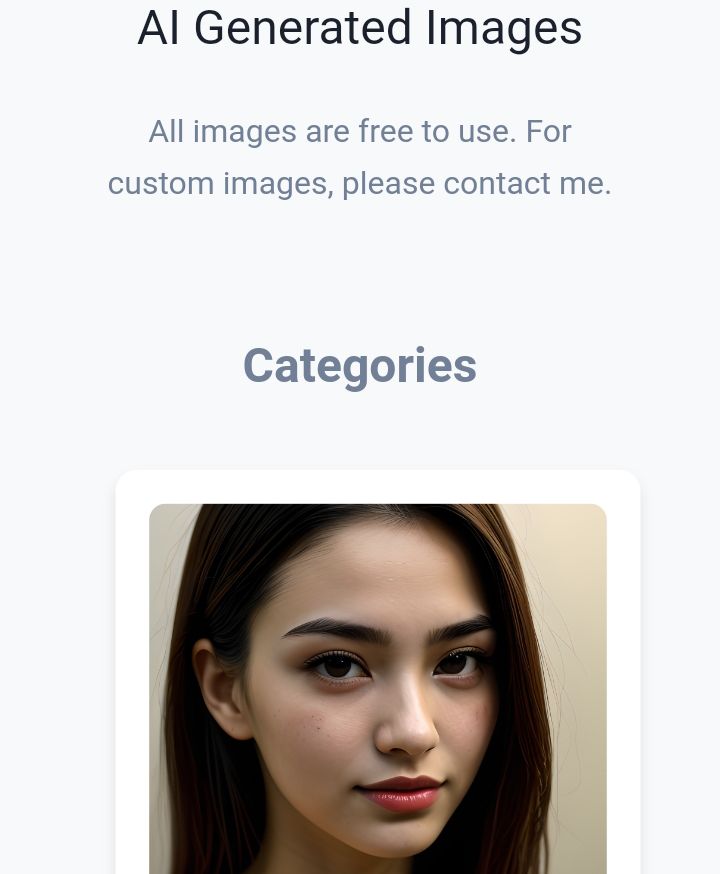 AI Generated Images
All images are free to use. For
custom images, please contact me.
Categories